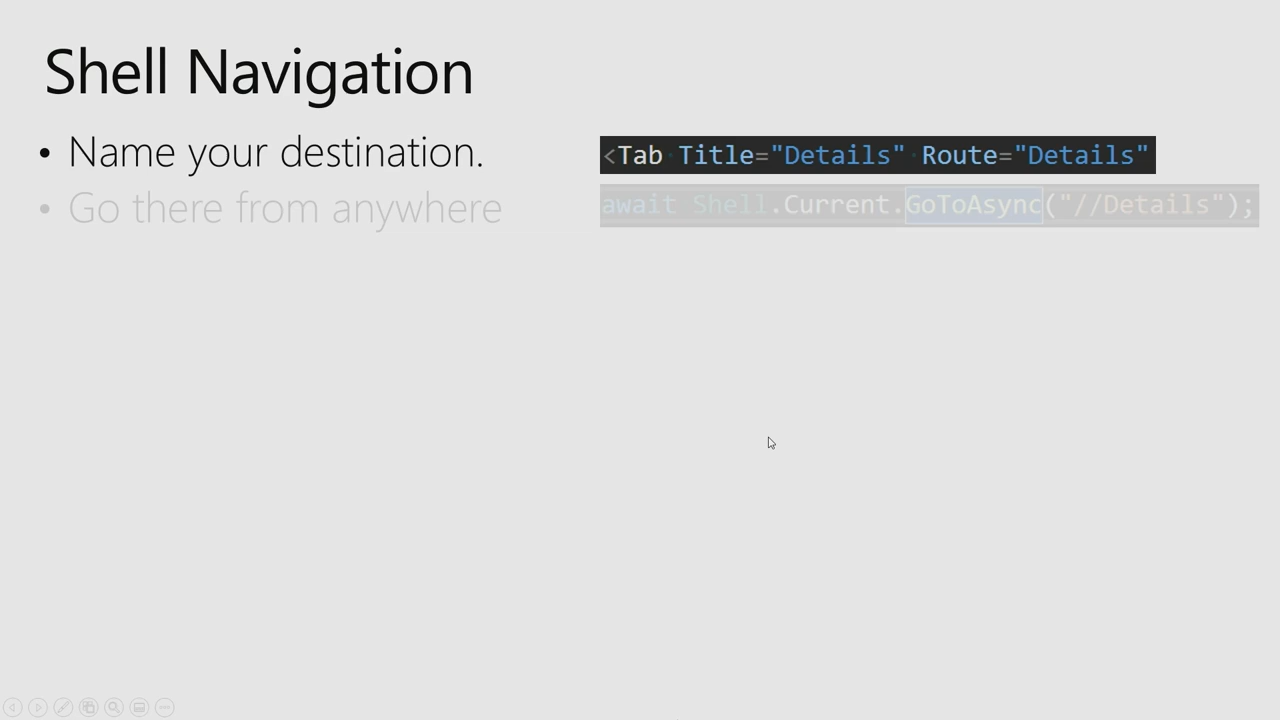 Shell Navigation
• Name your destination.
<Tab Title="Details" Route="Details"
• Go there from anywhere
await Shell.Current.GoToAsync("//Details");